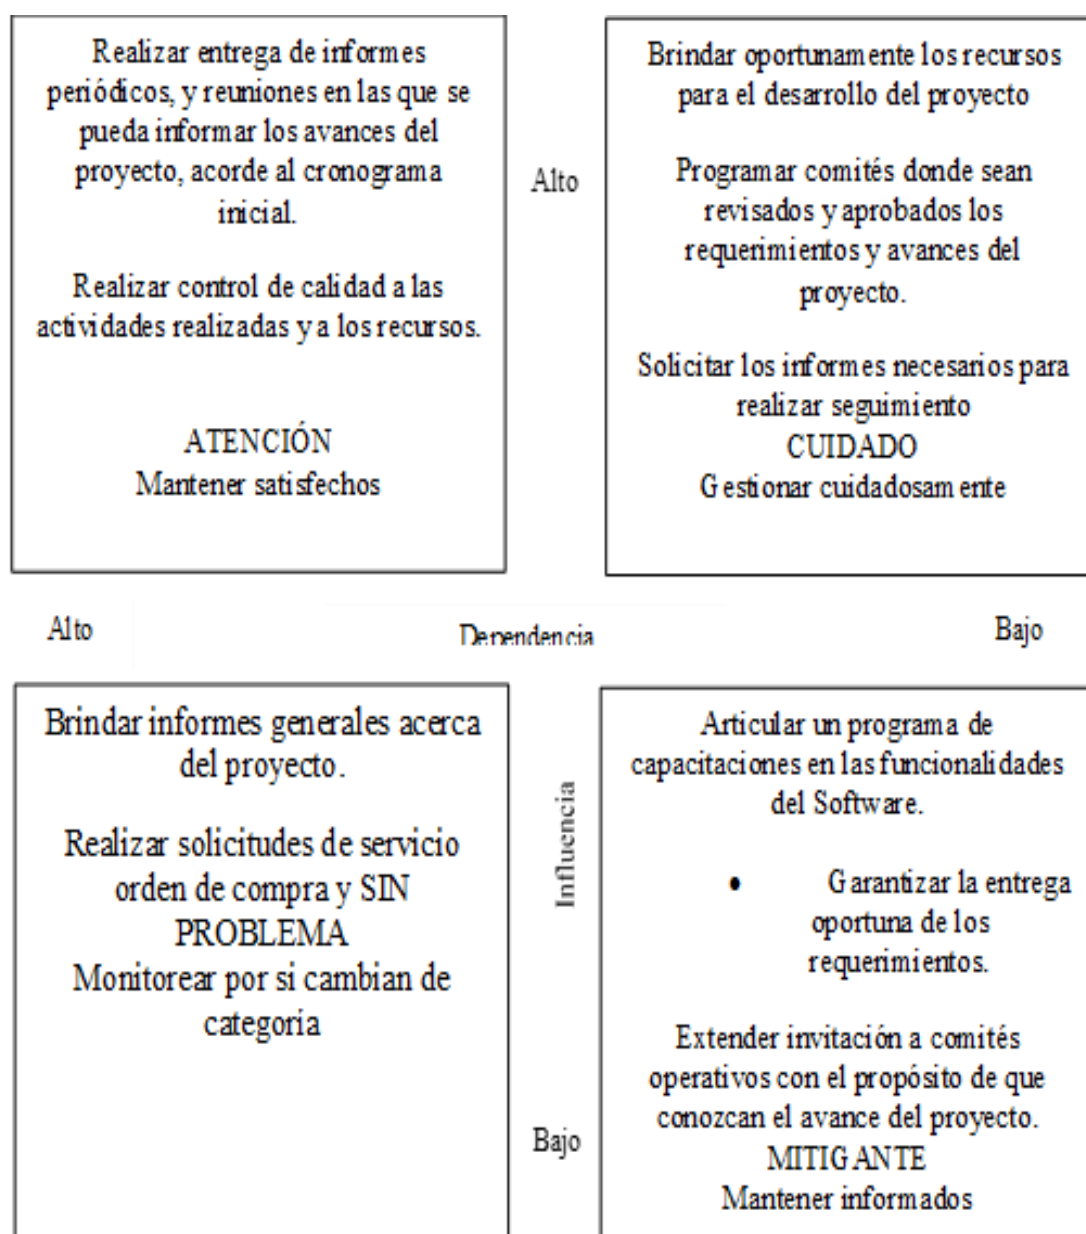 Realizar entrega de informes
periódicos, y reuniones en las que se
pueda informar los avances del
proyecto, acorde al cronograma
inicial.
Realizar control de calidad a las
actividades realizadas y a los recursos.
ATENCIÓN
Mantener satisfechos
Alto
Brindar oportunamente los recursos
para el desarrollo del proyecto
Programar comités donde sean
revisados y aprobados los
requerimientos y avances del
proyecto.
Solicitar los informes necesarios para
realizar seguimiento
CUIDADO
Gestionar cuidadosamente
Alto
Dependencia
Bajo
Brindar informes generales acerca
del proyecto.
Realizar solicitudes de servicio
orden de compra y SIN
PROBLEMA
Monitorear por si cambian de
categoría
Influencia
Bajo
Articular un programa de
capacitaciones en las funcionalidades
del Software.
• Garantizar la entrega
oportuna de los
requerimientos.
Extender invitación a comités
operativos con el propósito de que
conozcan el avance del proyecto.
MITIGANTE
Mantener informados